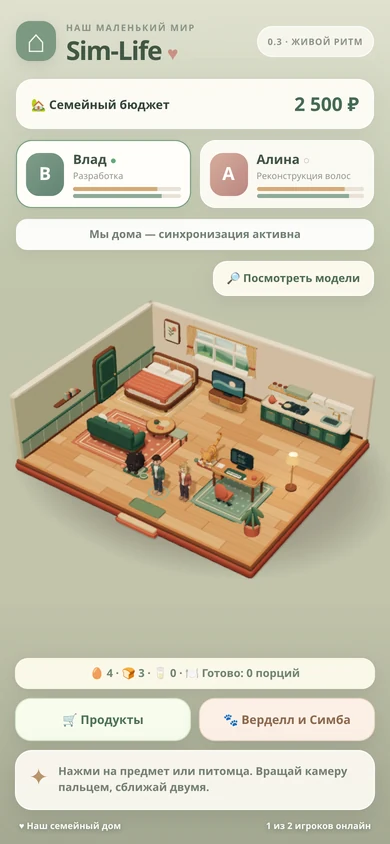 НАШ МАЛЕНЬКИЙ МИР
Sim-Life ♥
0.3 · ЖИВОЙ РИТМ
🏡 Семейный бюджет
2 500 ₽
В
Влад
Разработка
А
Алина
Реконструкция волос
Мы дома — синхронизация активна
🔎 Посмотреть модели
🥚 4 · 🍞 3 · 🥛 0 · 🍽️ Готово: 0 порций
🛒 Продукты
🐾 Верделл и Симба
Нажми на предмет или питомца. Вращай камеру
пальцем, сближай двумя.
♥ Наш семейный дом
1 из 2 игроков онлайн